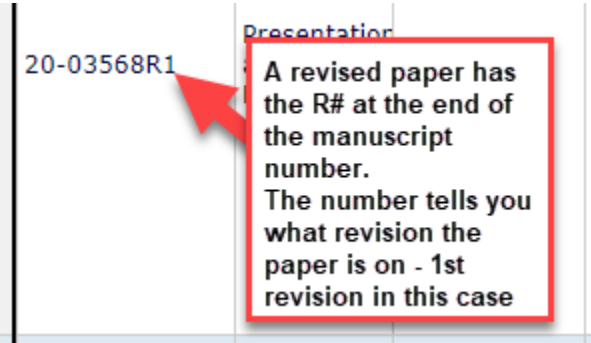 Presentation
20-03568R1
A revised paper has
the R# at the end of
the manuscript
number.
The number tells you
what revision the
paper is on - 1st
revision in this case